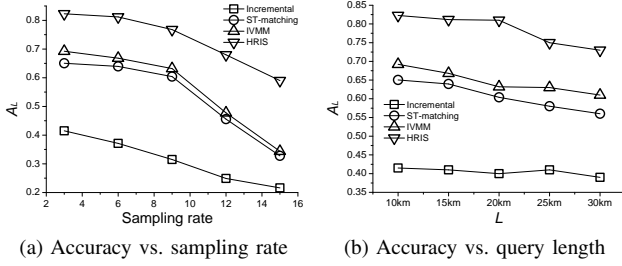 Incremental
ST-matching
IVMM
HRIS
0.8
0.7
0.6
0.5
0.4
0.3
0.2
A_L
2 4 6 8 10 12 14 16
Sampling rate
(a) Accuracy vs. sampling rate
0.85
0.80
0.75
0.70
0.65
0.60
0.55
0.50
0.45
0.40
0.35
A_L
Incremental
ST-matching
IVMM
HRIS
10km 15km 20km 25km 30km
L
(b) Accuracy vs. query length